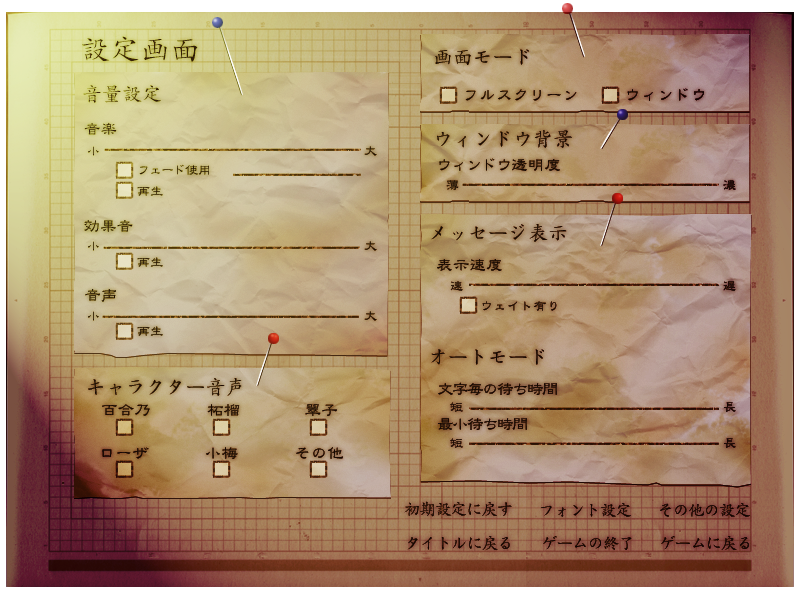 設定画面
音量設定
音楽
小 大
フェード使用
再生
効果音
小 大
再生
音声
小 大
再生
キャラクター音声
百合乃 柘榴 翠子
ローザ 小梅 その他
画面モード
フルスクリーン ウィンドウ
ウィンドウ背景
ウィンドウ透明度
薄 濃
メッセージ表示
表示速度
速 遅
ウェイト有り
オートモード
文字毎の待ち時間
短 長
最小待ち時間
短 長
初期設定に戻す フォント設定 その他の設定
タイトルに戻る ゲームの終了 ゲームに戻る